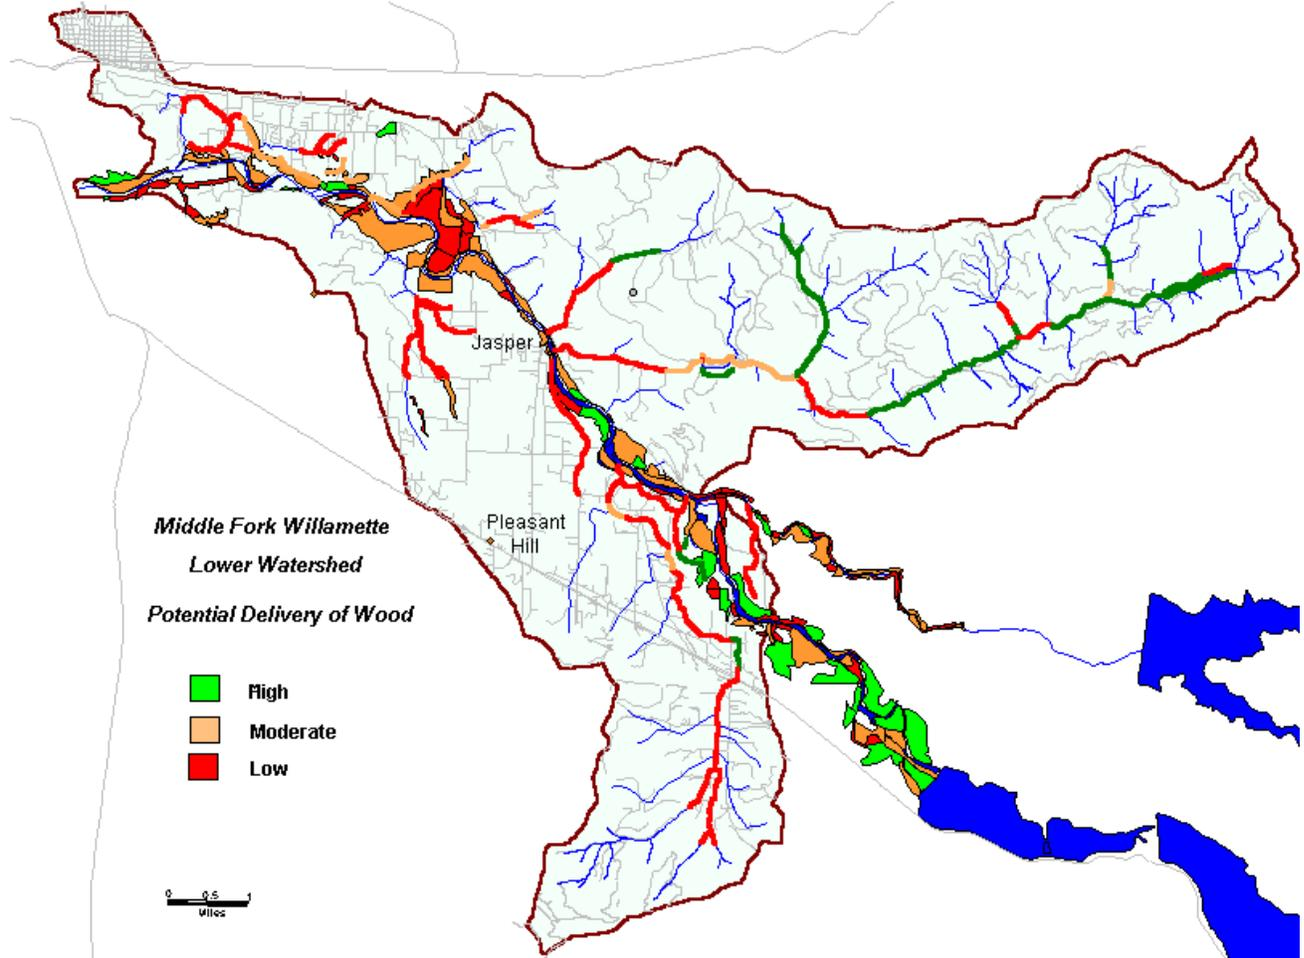 Jasper
Pleasant
Hill
Middle Fork Willamette
Lower Watershed
Potential Delivery of Wood
High
Moderate
Low
0 0.5 1
Miles